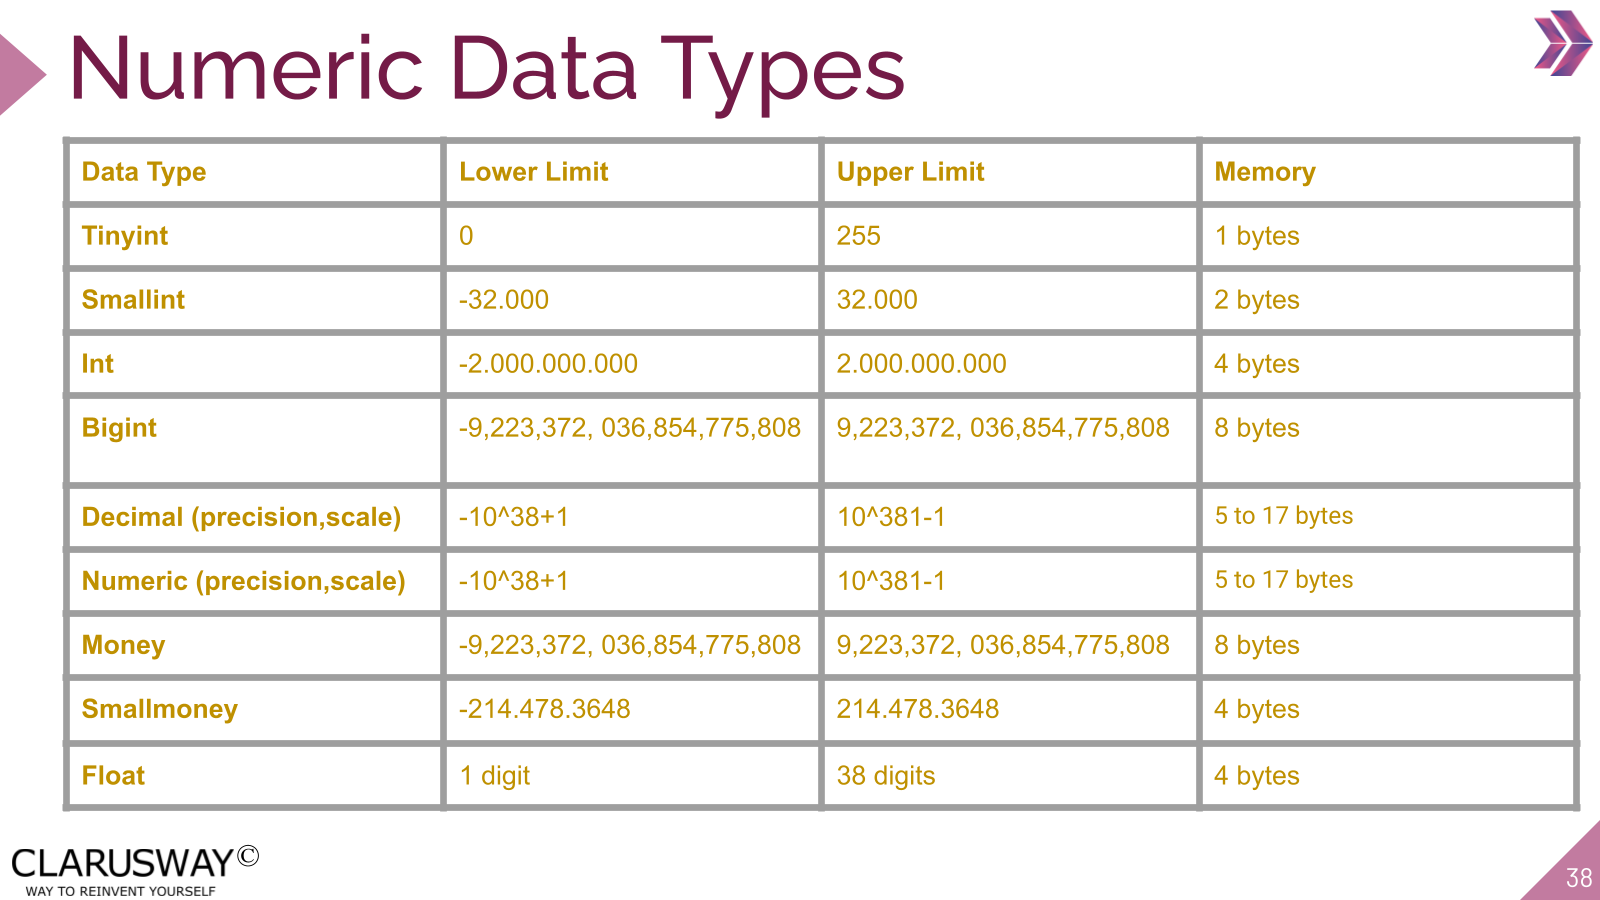 Numeric Data Types
Data Type Lower Limit Upper Limit Memory
Tinyint 0 255 1 bytes
Smallint -32.000 32.000 2 bytes
Int -2.000.000.000 2.000.000.000 4 bytes
Bigint -9,223,372, 036,854,775,808 9,223,372, 036,854,775,808 8 bytes
Decimal (precision,scale) -10^38+1 10^381-1 5 to 17 bytes
Numeric (precision,scale) -10^38+1 10^381-1 5 to 17 bytes
Money -9,223,372, 036,854,775,808 9,223,372, 036,854,775,808 8 bytes
Smallmoney -214.478.3648 214.478.3648 4 bytes
Float 1 digit 38 digits 4 bytes
CLARUSWAY©
WAY TO REINVENT YOURSELF
38